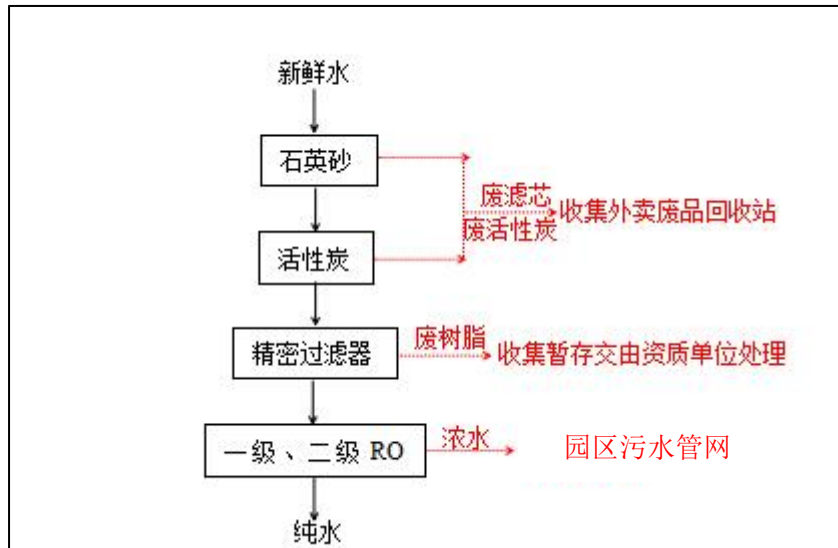 新鲜水
石英砂
废滤芯
收集外卖废品回收站
废活性炭
活性炭
废树脂
精密过滤器
收集暂存交由资质单位处理
浓水
一级、二级 RO
园区污水管网
纯水